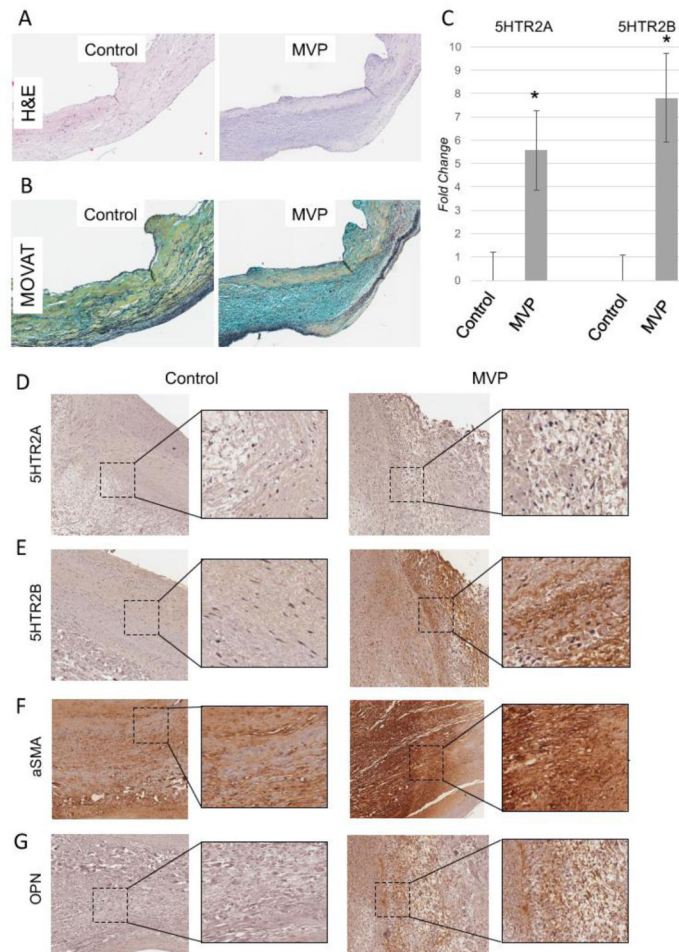 A
Control
MVP
H&E
B
Control
MVP
MOVAT
C
5HTR2A
5HTR2B
Fold Change
10
9
8
7
6
5
4
3
2
1
0
*
*
Control
MVP
Control
MVP
Control
MVP
D
5HTR2A
E
5HTR2B
F
aSMA
G
OPN